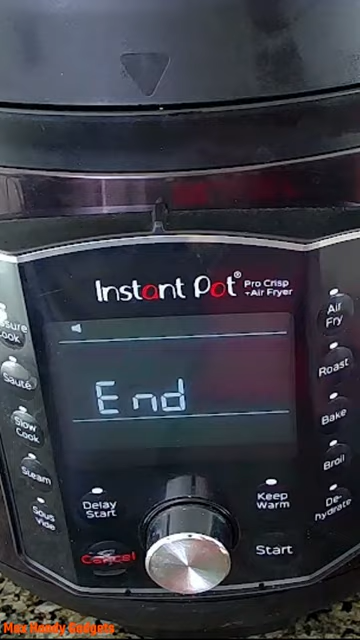 Instant Pot® Pro Crisp
+Air Fryer
Air
Fry
Cook
Sauté
Roast
End
Slow
Cook
Bake
Steam
Broil
Sous
Vide
Delay
Start
Keep
Warm
De-
hydrate
Cancel
Start
Max Handy Gadgets